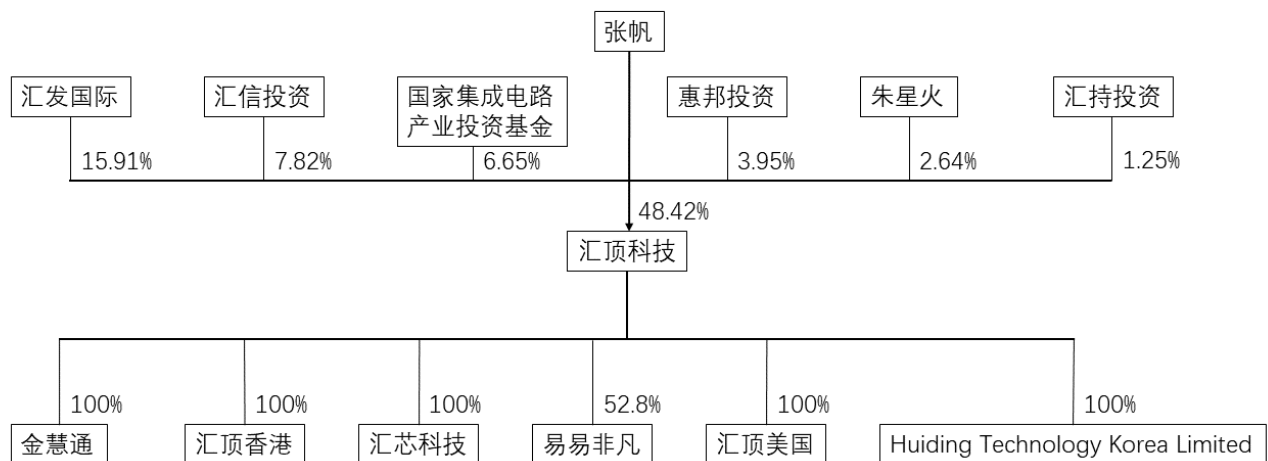 张帆
汇发国际
汇信投资
国家集成电路
产业投资基金
惠邦投资
朱星火
汇持投资
15.91%
7.82%
6.65%
3.95%
2.64%
1.25%
48.42%
汇顶科技
100%
100%
100%
52.8%
100%
100%
金慧通
汇顶香港
汇芯科技
易易非凡
汇顶美国
Huiding Technology Korea Limited